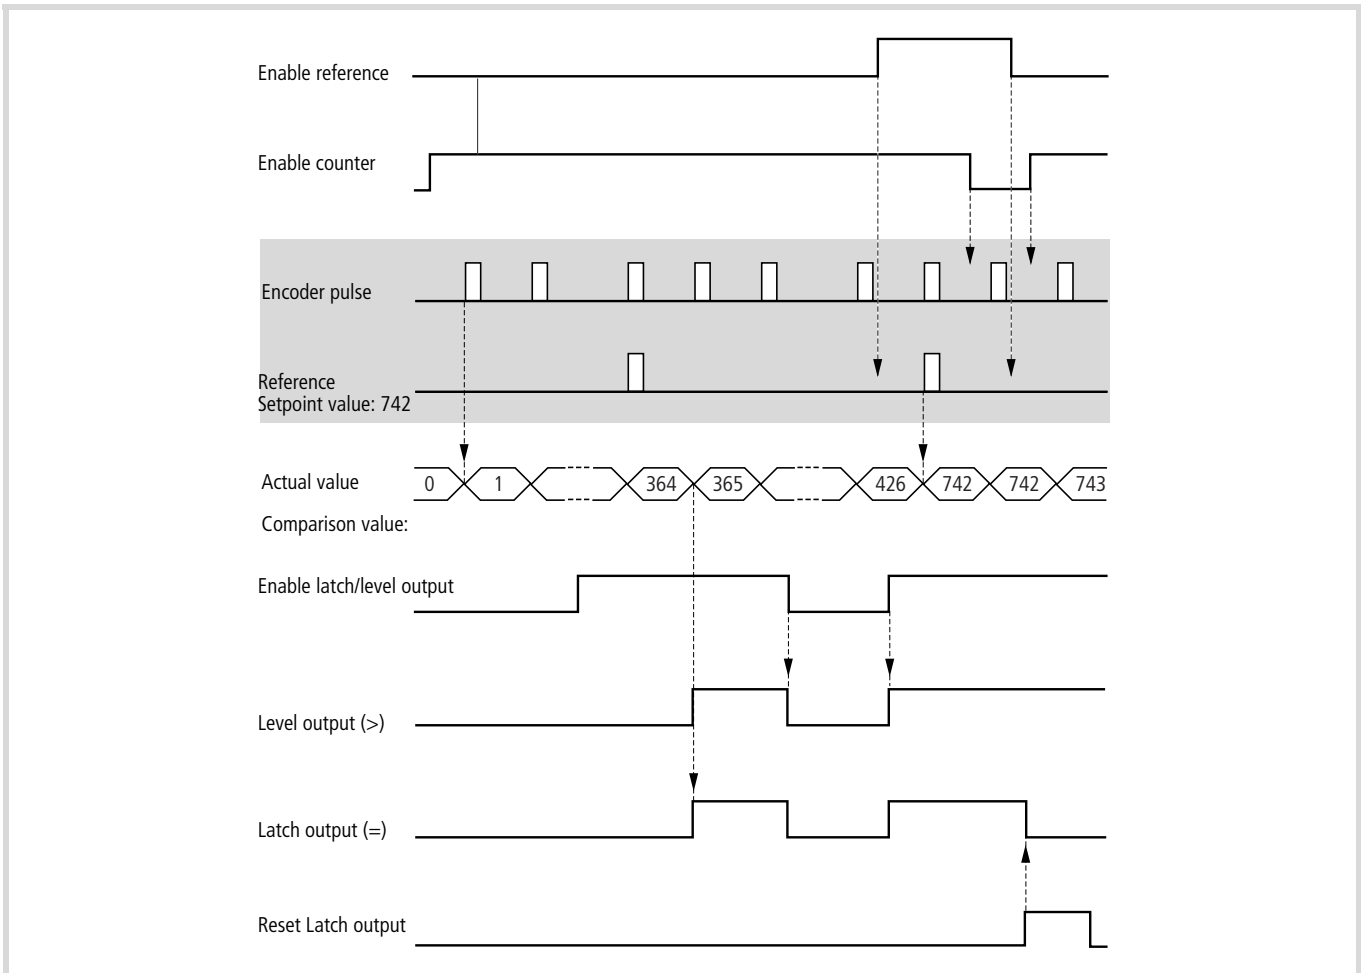 Enable reference
Enable counter
Encoder pulse
Reference
Setpoint value: 742
Actual value 0 1 364 365 426 742 742 743
Comparison value:
Enable latch/level output
Level output (>)
Latch output (=)
Reset Latch output